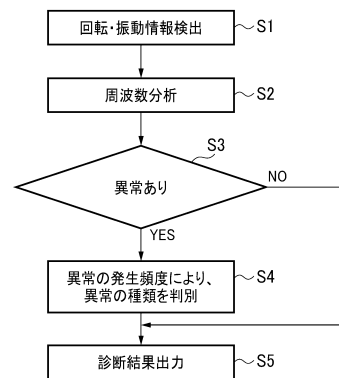 回転・振動情報検出
S1
周波数分析
S2
S3
異常あり
NO
YES
異常の発生頻度により、
異常の種類を判別
S4
診断結果出力
S5